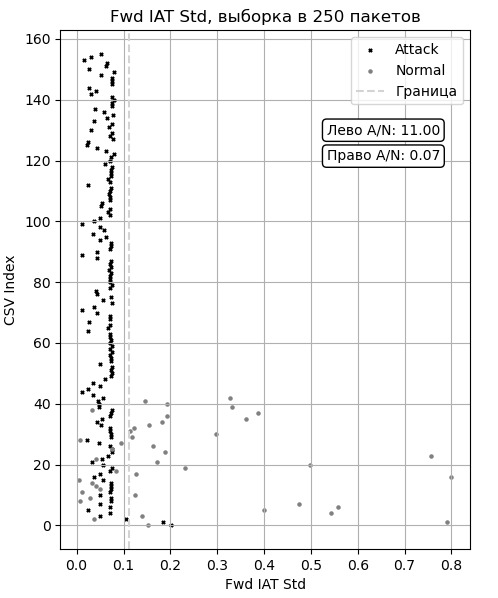 Fwd IAT Std, выборка в 250 пакетов
Attack
Normal
Граница
Лево A/N: 11.00
Право A/N: 0.07
160
140
120
100
80
60
40
20
0
CSV Index
0.0 0.1 0.2 0.3 0.4 0.5 0.6 0.7 0.8
Fwd IAT Std